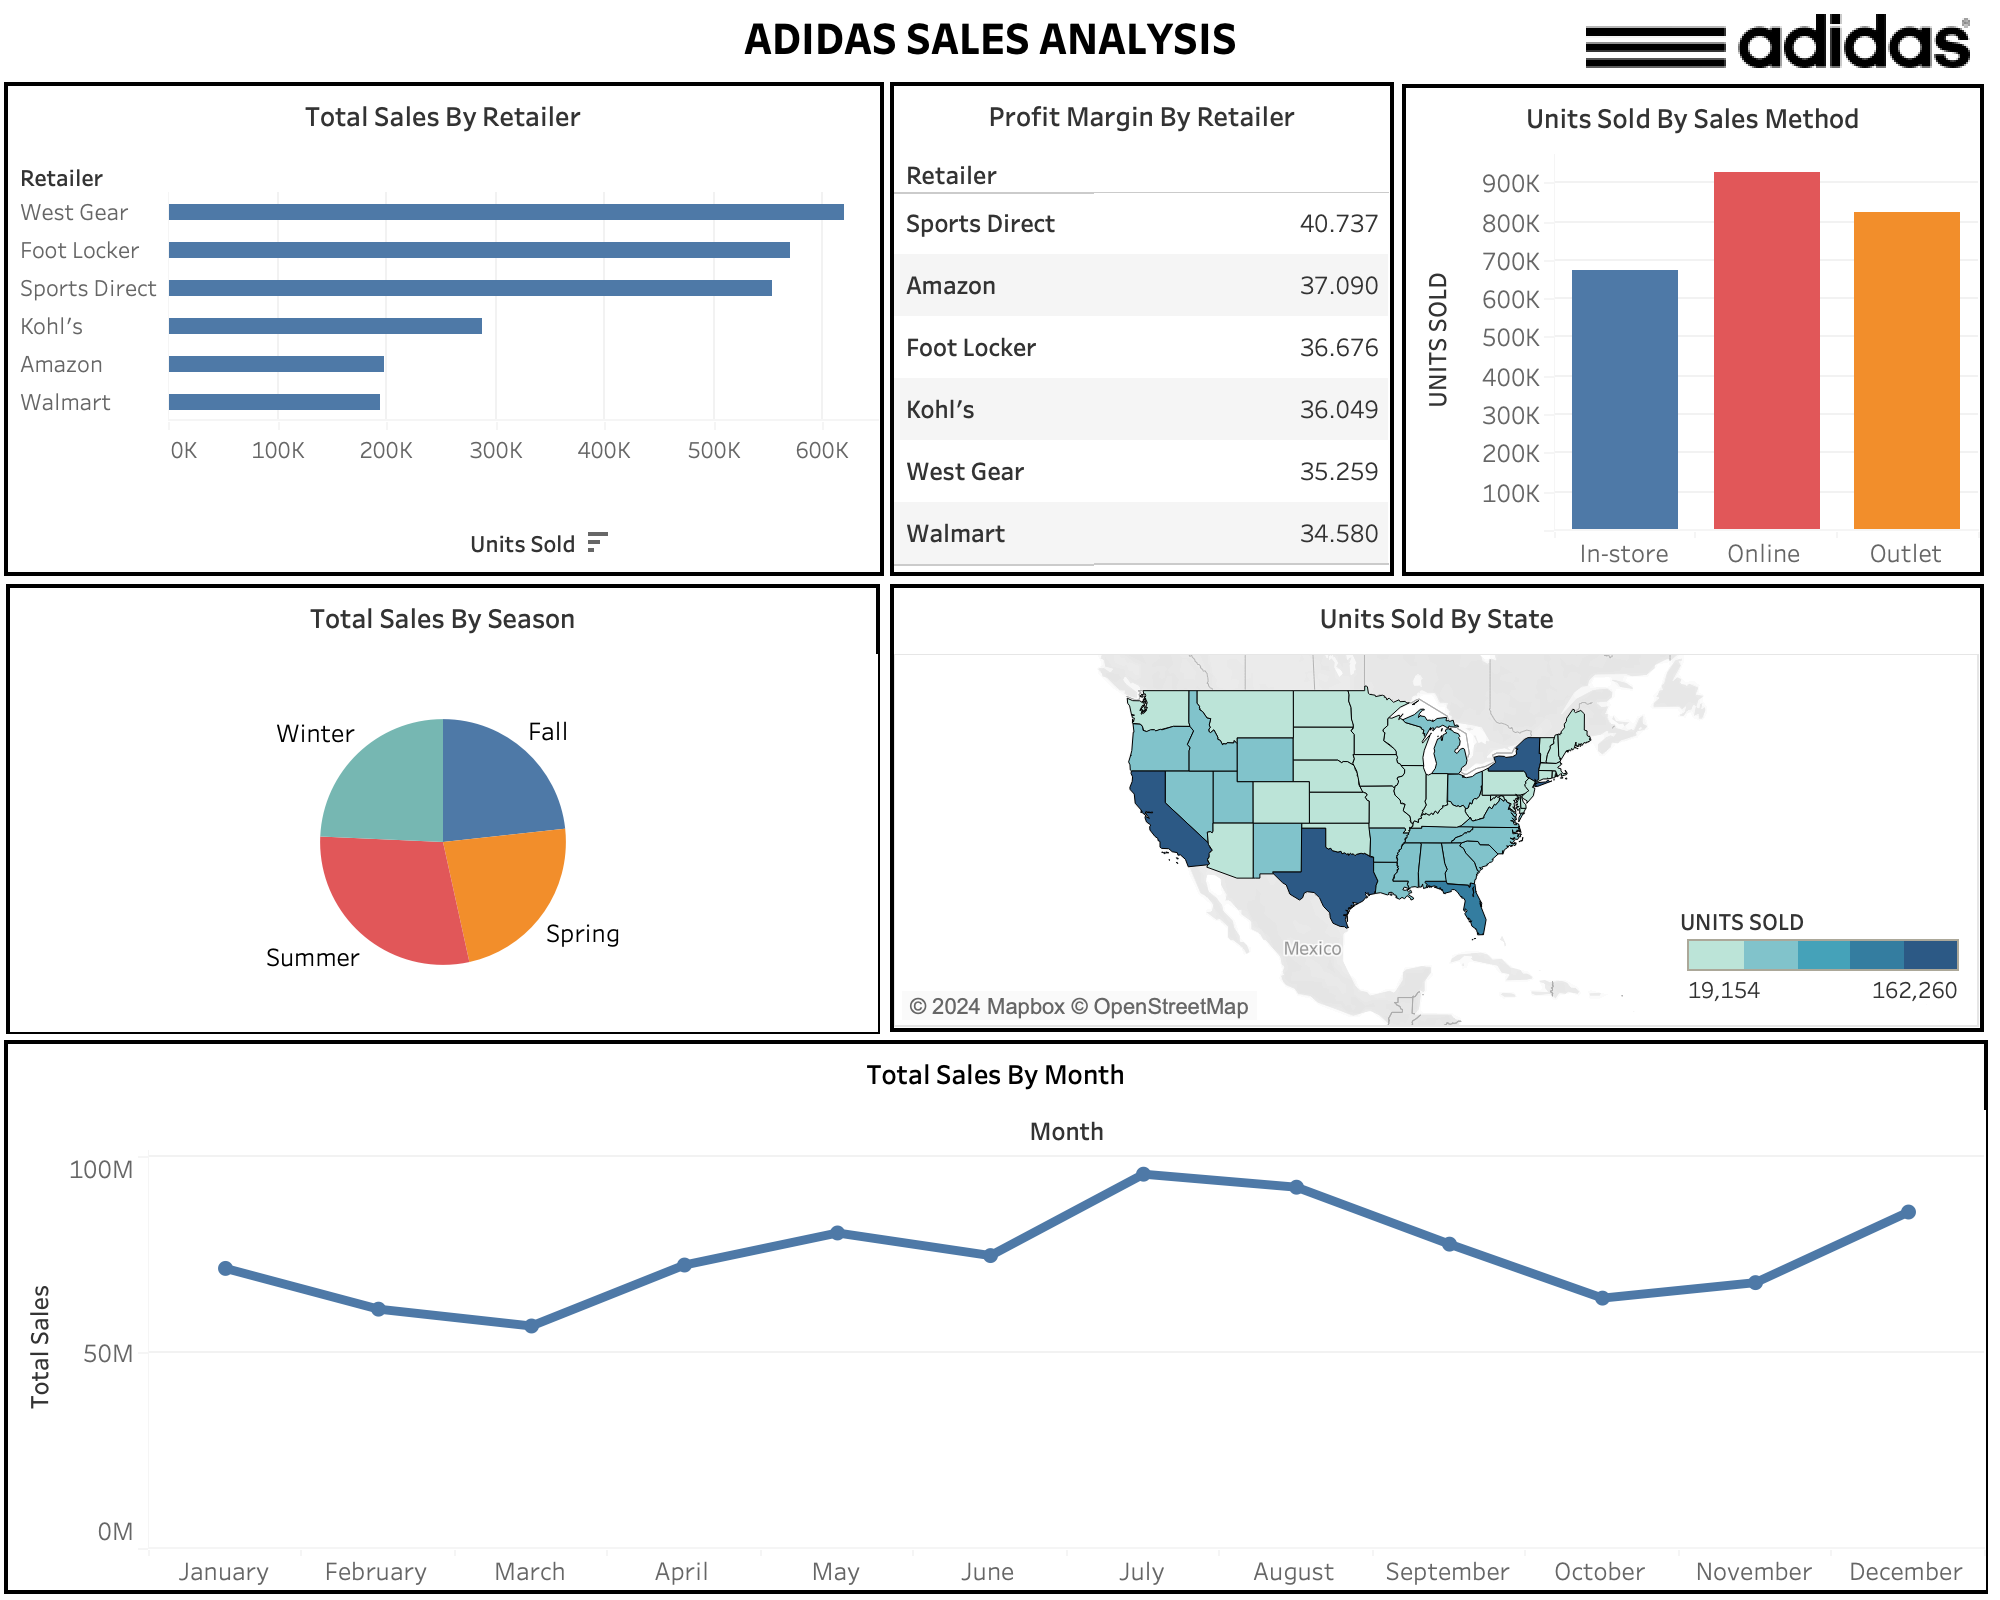 ADIDAS SALES ANALYSIS
adidas®
Total Sales By Retailer
Retailer
West Gear
Foot Locker
Sports Direct
Kohl's
Amazon
Walmart
0K 100K 200K 300K 400K 500K 600K
Units Sold
Profit Margin By Retailer
Retailer
Sports Direct 40.737
Amazon 37.090
Foot Locker 36.676
Kohl's 36.049
West Gear 35.259
Walmart 34.580
Units Sold By Sales Method
UNITS SOLD
900K
800K
700K
600K
500K
400K
300K
200K
100K
In-store Online Outlet
Total Sales By Season
Winter
Fall
Spring
Summer
Units Sold By State
Mexico
UNITS SOLD
19,154 162,260
© 2024 Mapbox © OpenStreetMap
Total Sales By Month
Month
Total Sales
100M
50M
0M
January February March April May June July August September October November December